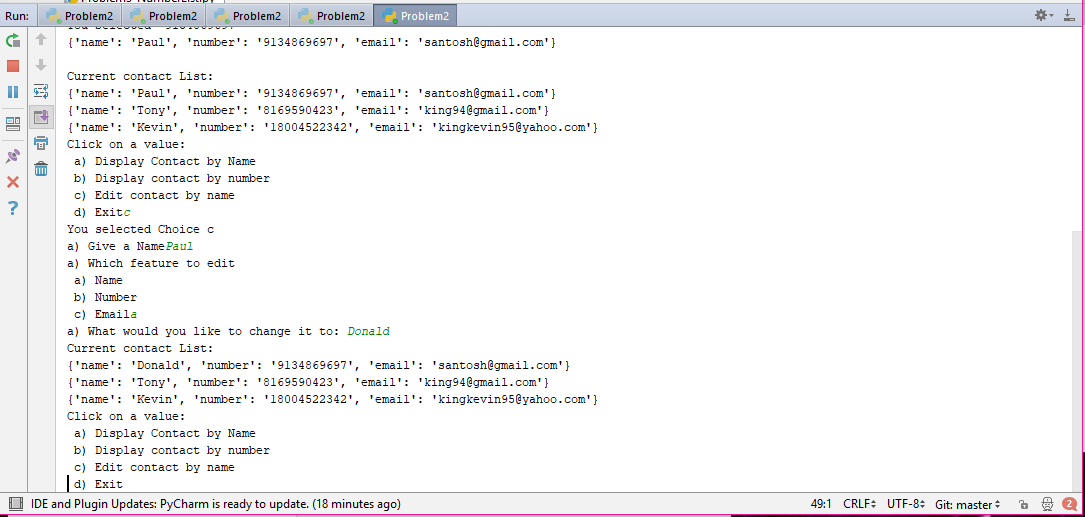 Problem3-NumberList.py
Run: Problem2 Problem2 Problem2 Problem2 Problem2
You selected 9134869697
{'name': 'Paul', 'number': '9134869697', 'email': 'santosh@gmail.com'}
Current contact List:
{'name': 'Paul', 'number': '9134869697', 'email': 'santosh@gmail.com'}
{'name': 'Tony', 'number': '8169590423', 'email': 'king94@gmail.com'}
{'name': 'Kevin', 'number': '18004522342', 'email': 'kingkevin95@yahoo.com'}
Click on a value:
a) Display Contact by Name
b) Display contact by number
c) Edit contact by name
d) Exitc
You selected Choice c
a) Give a NamePaul
a) Which feature to edit
a) Name
b) Number
c) Emaila
a) What would you like to change it to: Donald
Current contact List:
{'name': 'Donald', 'number': '9134869697', 'email': 'santosh@gmail.com'}
{'name': 'Tony', 'number': '8169590423', 'email': 'king94@gmail.com'}
{'name': 'Kevin', 'number': '18004522342', 'email': 'kingkevin95@yahoo.com'}
Click on a value:
a) Display Contact by Name
b) Display contact by number
c) Edit contact by name
d) Exit
IDE and Plugin Updates: PyCharm is ready to update. (18 minutes ago) 49:1 CRLF UTF-8 Git: master 2